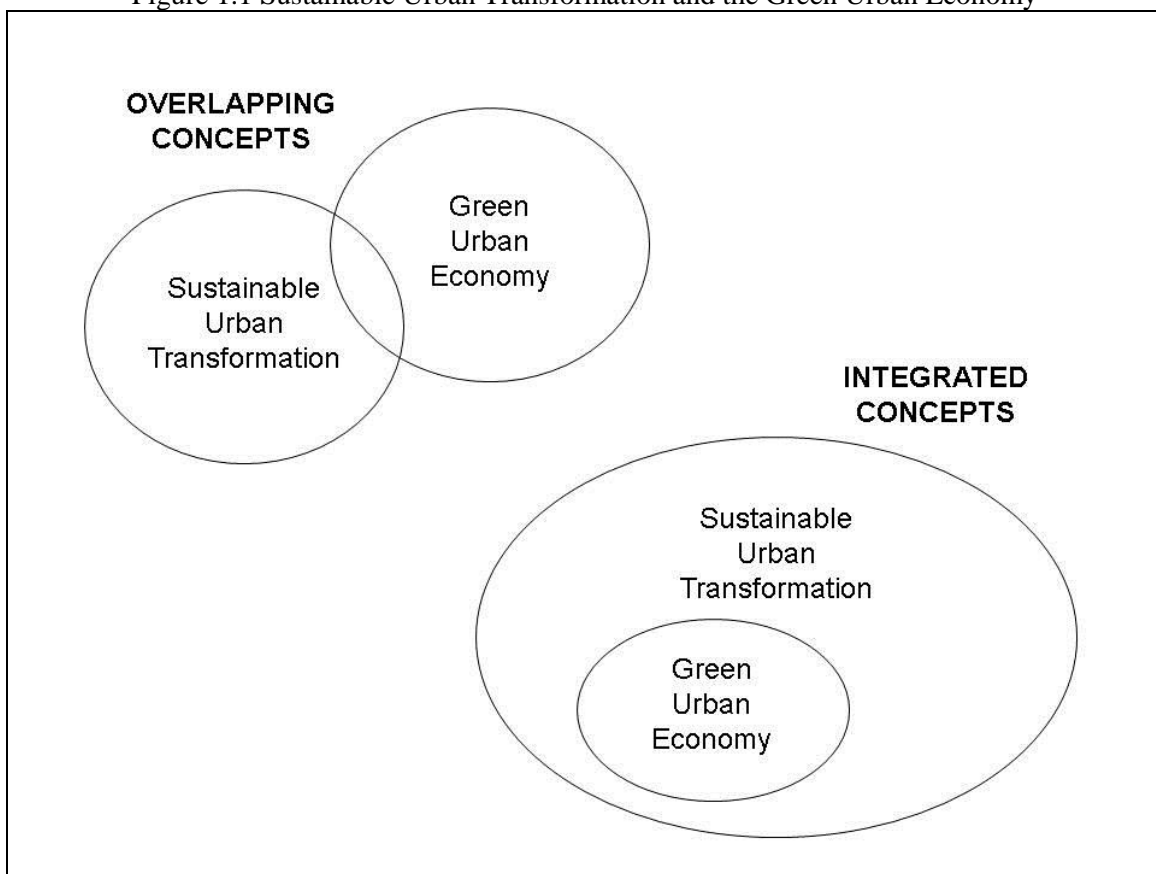 Figure 1.1 Sustainable Urban Transformation and the Green Urban Economy
OVERLAPPING
CONCEPTS
Green
Urban
Economy
Sustainable
Urban
Transformation
INTEGRATED
CONCEPTS
Sustainable
Urban
Transformation
Green
Urban
Economy